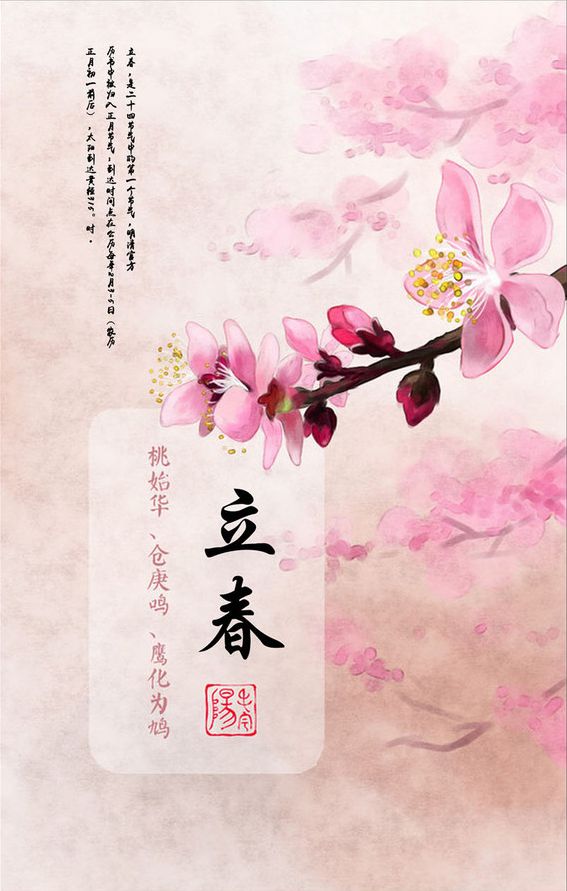 立春，是二十四节气中的第一个节气，明清官方
历书中被归入正月节气；到达时间点在公历每年2月3-5日（农历
正月初一前后），太阳到达黄经315°时。
立春
桃始华、仓庚鸣、鹰化为鸠